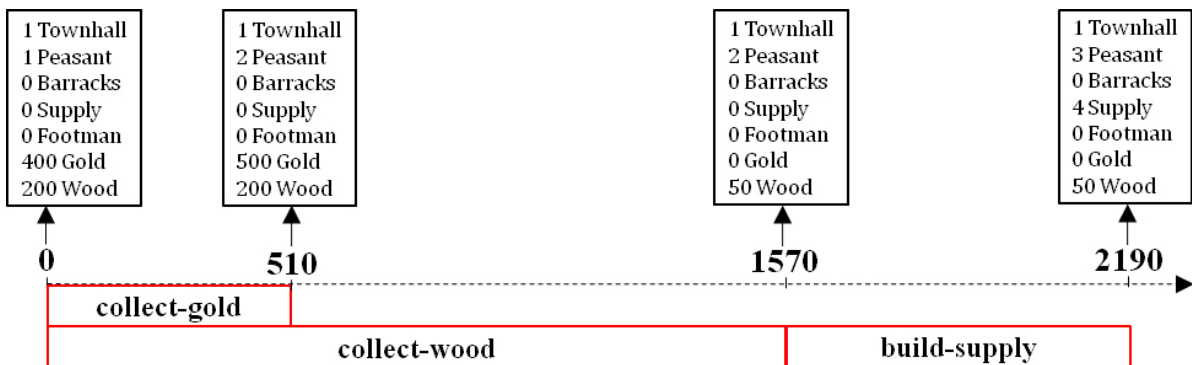 1 Townhall
1 Peasant
0 Barracks
0 Supply
0 Footman
400 Gold
200 Wood
1 Townhall
2 Peasant
0 Barracks
0 Supply
0 Footman
500 Gold
200 Wood
1 Townhall
2 Peasant
0 Barracks
0 Supply
0 Footman
0 Gold
50 Wood
1 Townhall
3 Peasant
0 Barracks
4 Supply
0 Footman
0 Gold
50 Wood
0 510 1570 2190
collect-gold
collect-wood build-supply